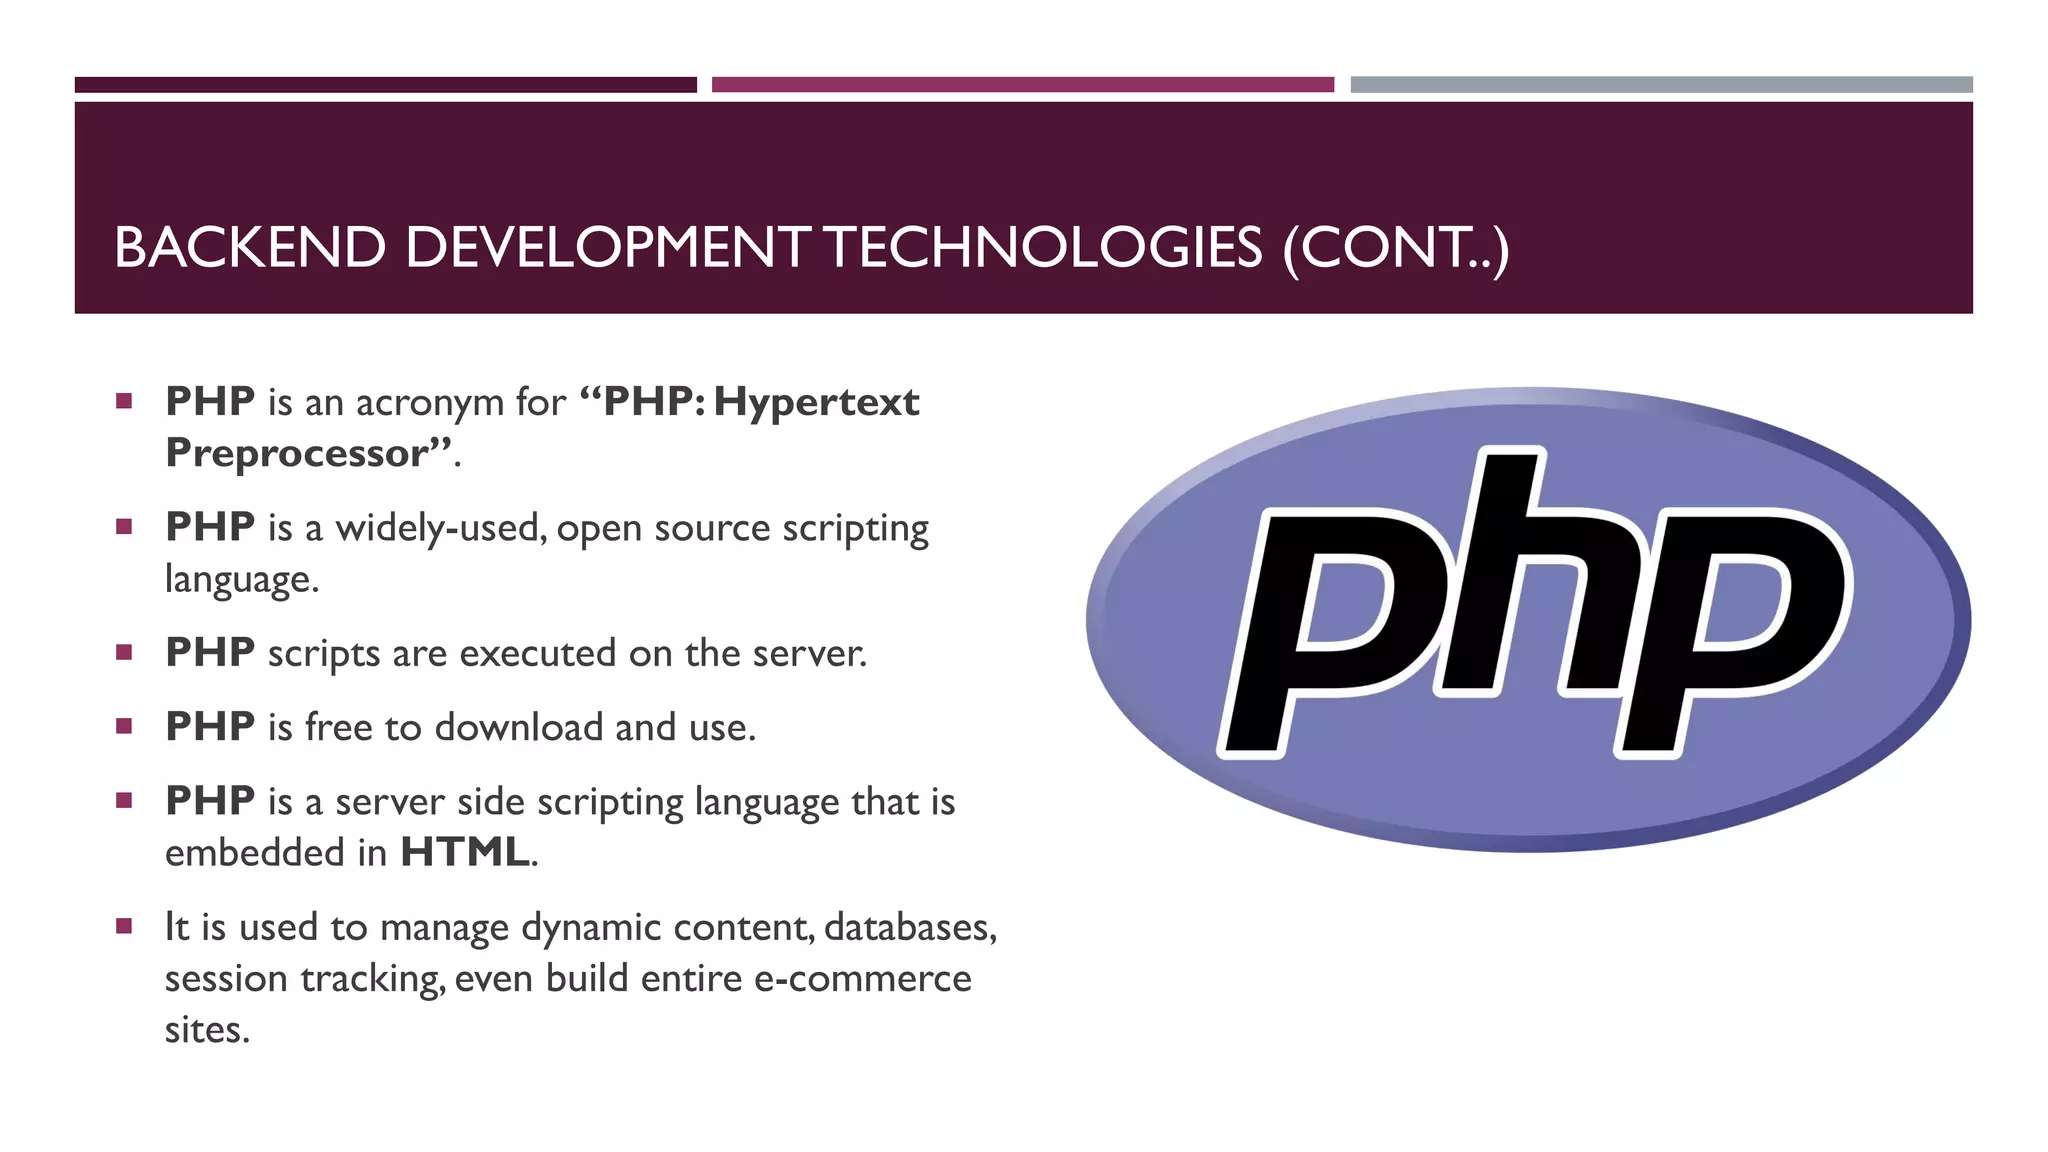 BACKEND DEVELOPMENT TECHNOLOGIES (CONT..)
PHP is an acronym for “PHP: Hypertext
Preprocessor”.
PHP is a widely-used, open source scripting
language.
PHP scripts are executed on the server.
PHP is free to download and use.
PHP is a server side scripting language that is
embedded in HTML.
It is used to manage dynamic content, databases,
session tracking, even build entire e-commerce
sites.
php